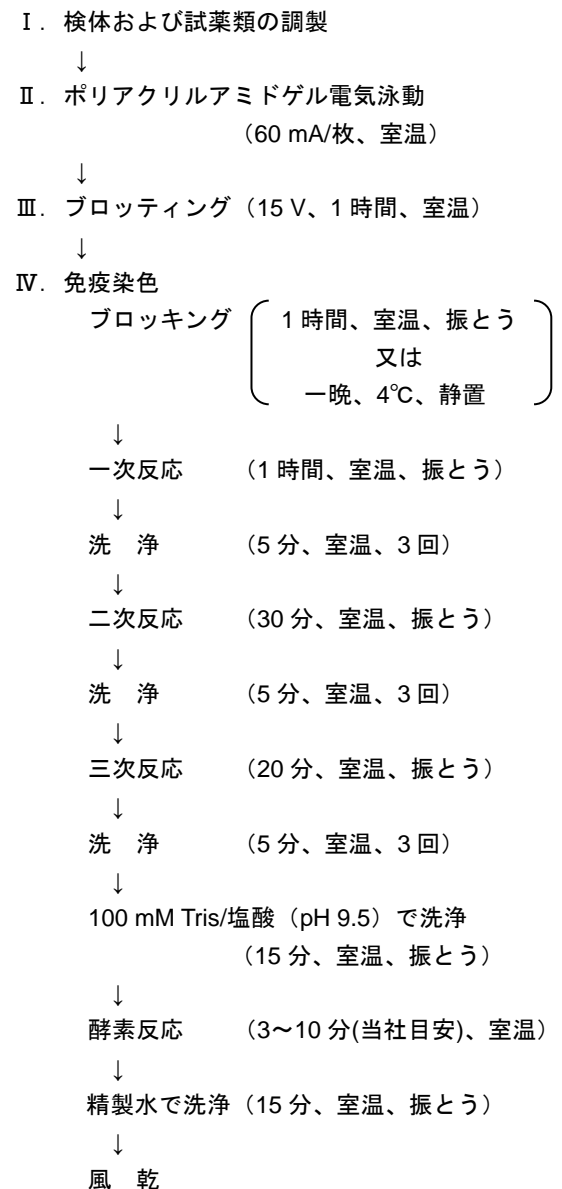 Ⅰ．検体および試薬類の調製
↓
Ⅱ．ポリアクリルアミドゲル電気泳動
（60 mA/枚、室温）
↓
Ⅲ．ブロッティング（15 V、1 時間、室温）
↓
Ⅳ．免疫染色
ブロッキング 1 時間、室温、振とう
又は
一晩、4℃、静置
↓
一次反応 （1 時間、室温、振とう）
↓
洗　浄 （5 分、室温、3 回）
↓
二次反応 （30 分、室温、振とう）
↓
洗　浄 （5 分、室温、3 回）
↓
三次反応 （20 分、室温、振とう）
↓
洗　浄 （5 分、室温、3 回）
↓
100 mM Tris/塩酸（pH 9.5）で洗浄
（15 分、室温、振とう）
↓
酵素反応 （3～10 分(当社目安)、室温）
↓
精製水で洗浄（15 分、室温、振とう）
↓
風　乾